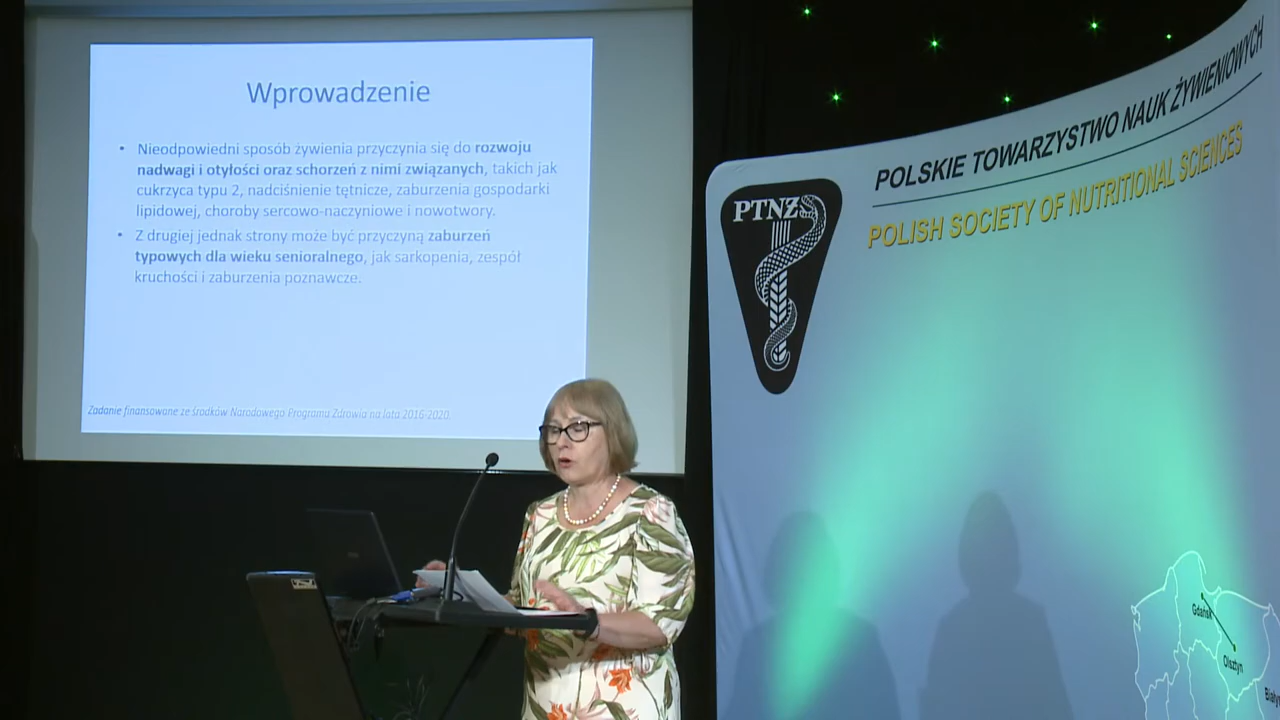 Wprowadzenie
• Nieodpowiedni sposób żywienia przyczynia się do rozwoju
nadwagi i otyłości oraz schorzeń z nimi związanych, takich jak
cukrzyca typu 2, nadciśnienie tętnicze, zaburzenia gospodarki
lipidowej, choroby sercowo-naczyniowe i nowotwory.
• Z drugiej jednak strony może być przyczyną zaburzeń
typowych dla wieku senioralnego, jak sarkopenia, zespół
kruchości i zaburzenia poznawcze.
Zadanie finansowane ze środków Narodowego Programu Zdrowia na lata 2016-2020.
POLSKIE TOWARZYSTWO NAUK ŻYWIENIOWYCH
POLISH SOCIETY OF NUTRITIONAL SCIENCES
PTNŻ
Gdańsk
Olsztyn